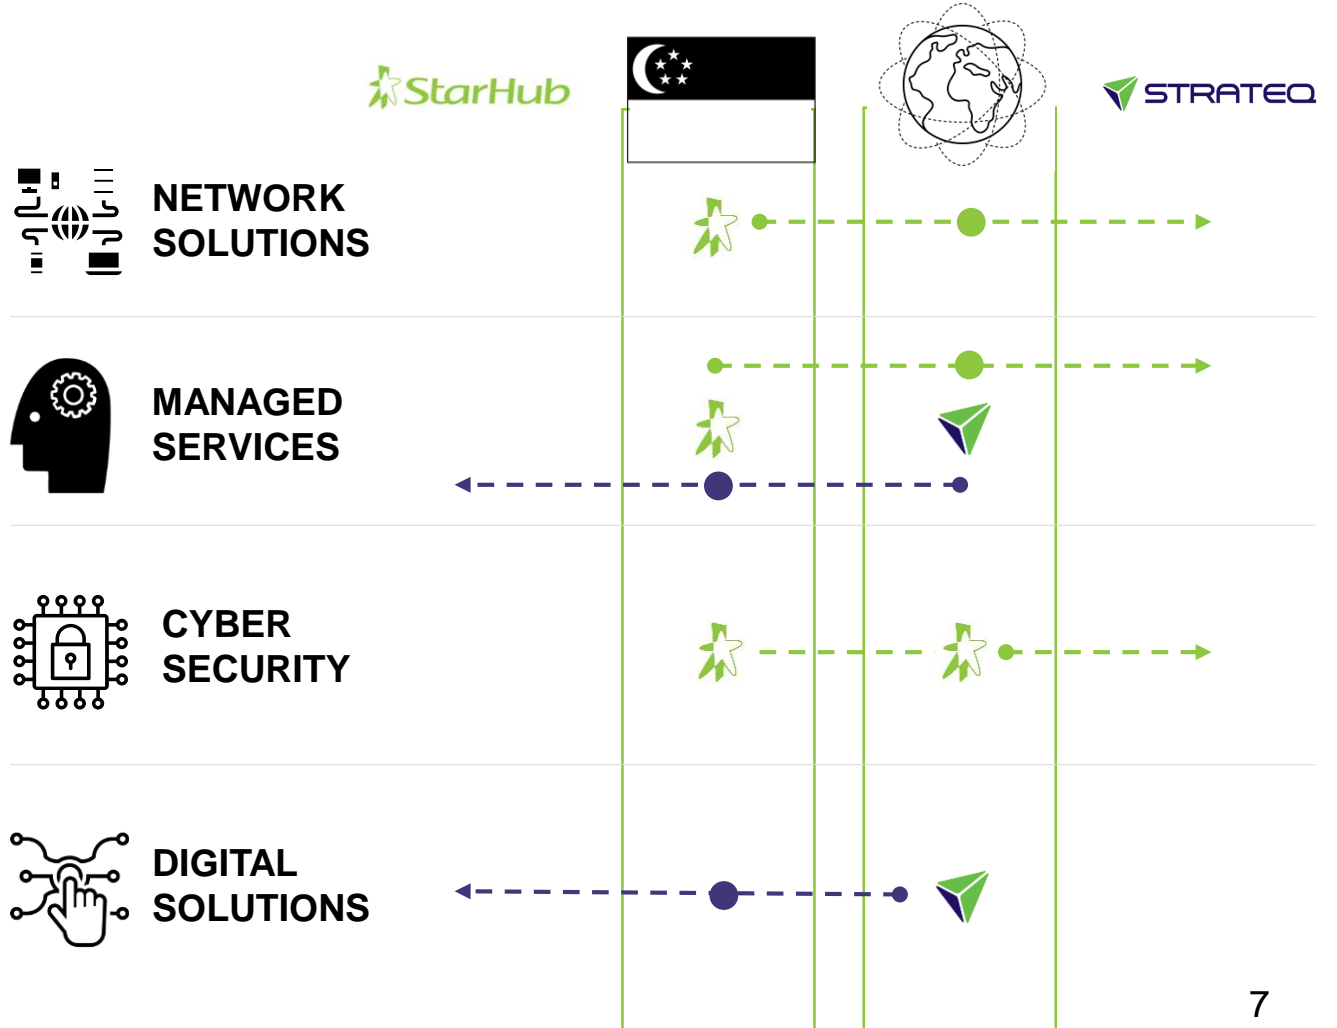 StarHub
STRATEQ
NETWORK
SOLUTIONS
MANAGED
SERVICES
CYBER
SECURITY
DIGITAL
SOLUTIONS
7